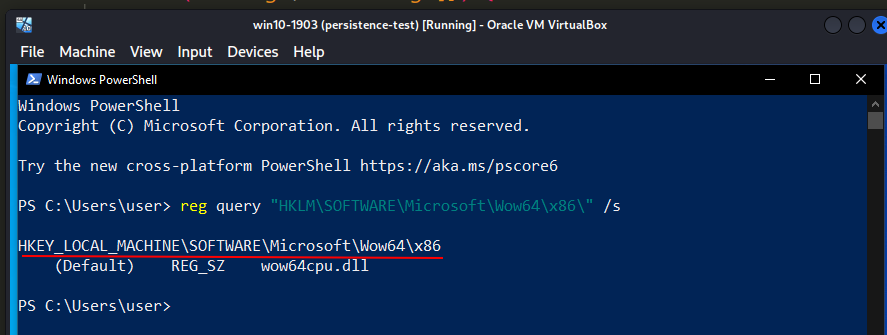 win10-1903 (persistence-test) [Running] - Oracle VM VirtualBox
File Machine View Input Devices Help
Windows PowerShell
Windows PowerShell
Copyright (C) Microsoft Corporation. All rights reserved.
Try the new cross-platform PowerShell https://aka.ms/pscore6
PS C:\Users\user> reg query "HKLM\SOFTWARE\Microsoft\Wow64\x86\" /s
HKEY_LOCAL_MACHINE\SOFTWARE\Microsoft\Wow64\x86
(Default) REG_SZ wow64cpu.dll
PS C:\Users\user>